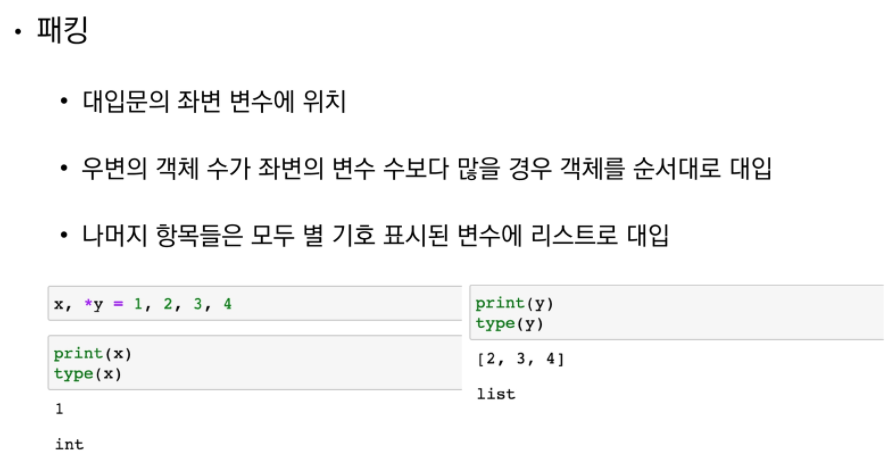 • 패킹
• 대입문의 좌변 변수에 위치
• 우변의 객체 수가 좌변의 변수 수보다 많을 경우 객체를 순서대로 대입
• 나머지 항목들은 모두 별 기호 표시된 변수에 리스트로 대입
x, *y = 1, 2, 3, 4
print(x)
type(x)
1
int
print(y)
type(y)
[2, 3, 4]
list